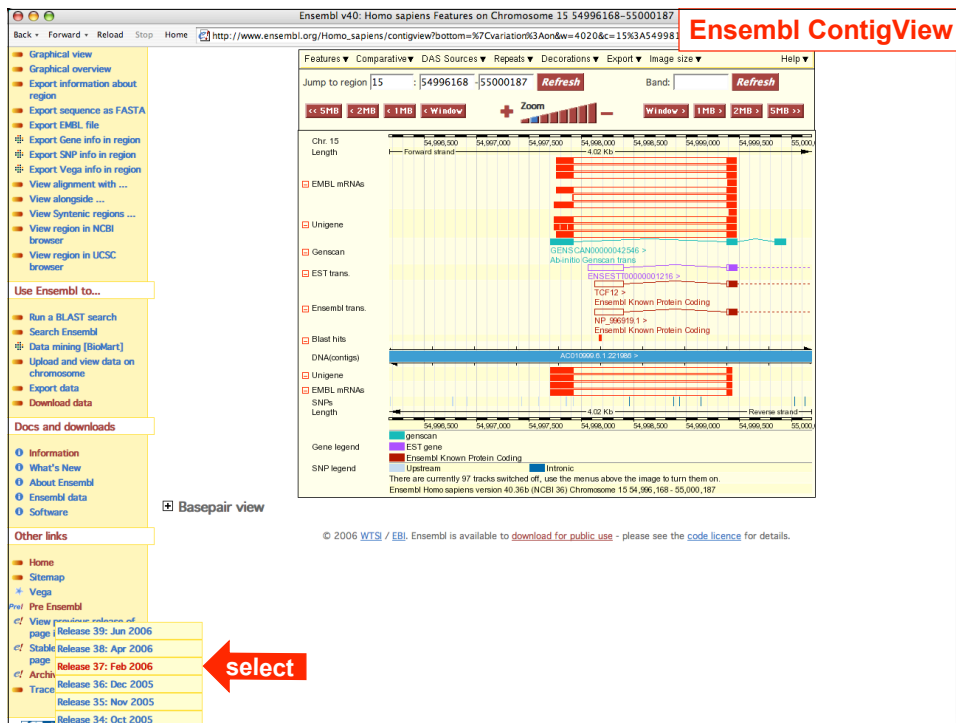 Ensembl v40: Homo sapiens Features on Chromosome 15 54996168-55000187
Ensembl ContigView
Back Forward Reload Stop Home http://www.ensembl.org/Homo_sapiens/contigview?bottom=%7Cvariation%3Aon&w=4020&c=15%3A549981
Graphical view
Graphical overview
Export information about
region
Export sequence as FASTA
Export EMBL file
Export Gene info in region
Export SNP info in region
Export Vega info in region
View alignment with ...
View alongside ...
View Syntenic regions ...
View region in NCBI
browser
View region in UCSC
browser
Use Ensembl to...
Run a BLAST search
Search Ensembl
Data mining [BioMart]
Upload and view data on
chromosome
Export data
Download data
Docs and downloads
Information
What's New
About Ensembl
Ensembl data
Software
Other links
Home
Sitemap
Vega
Pre! Pre Ensembl
e! View previous release of
page i
e! Stable
page
e! Archiv
Trace
Release 39: Jun 2006
Release 38: Apr 2006
Release 37: Feb 2006
Release 36: Dec 2005
Release 35: Nov 2005
Release 34: Oct 2005
select
Features Comparative DAS Sources Repeats Decorations Export Image size Help
Jump to region 15 : 54996168 - 55000187 Refresh Band: Refresh
<< 5MB < 2MB < 1MB < Window + Zoom – Window > 1MB > 2MB > 5MB >>
Chr. 15 54,996,500 54,997,000 54,997,500 54,998,000 54,998,500 54,999,000 54,999,500 55,000,
Length Forward strand 4.02 Kb
EMBL mRNAs
Unigene
Genscan
GENSCAN00000042546 >
Ab-initio Genscan trans
EST trans.
ENSESTT00000001216 >
TCF12 >
Ensembl Known Protein Coding
Ensembl trans.
NP_996919.1 >
Ensembl Known Protein Coding
Blast hits
DNA(contigs) AC010999.6.1.221986 >
Unigene
EMBL mRNAs
SNPs
Length 4.02 Kb Reverse strand
54,996,500 54,997,000 54,997,500 54,998,000 54,998,500 54,999,000 54,999,500 55,000,
Gene legend
genscan
EST gene
Ensembl Known Protein Coding
SNP legend Upstream Intronic
There are currently 97 tracks switched off, use the menus above the image to turn them on.
Ensembl Homo sapiens version 40.36b (NCBI 36) Chromosome 15 54,996,168 - 55,000,187
Basepair view
© 2006 WTSI / EBI. Ensembl is available to download for public use - please see the code licence for details.